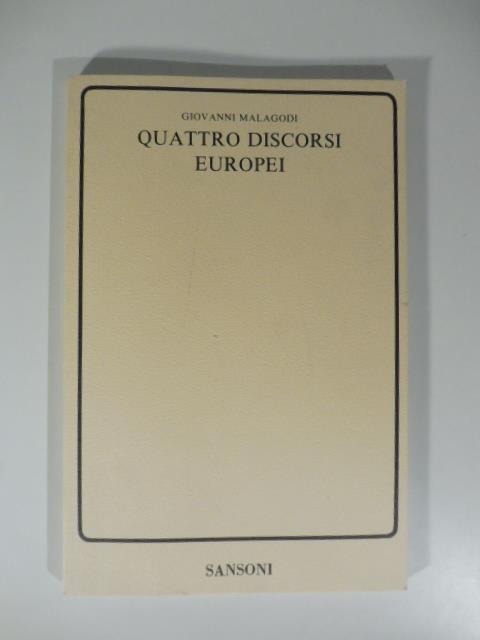 GIOVANNI MALAGODI
QUATTRO DISCORSI
EUROPEI
SANSONI